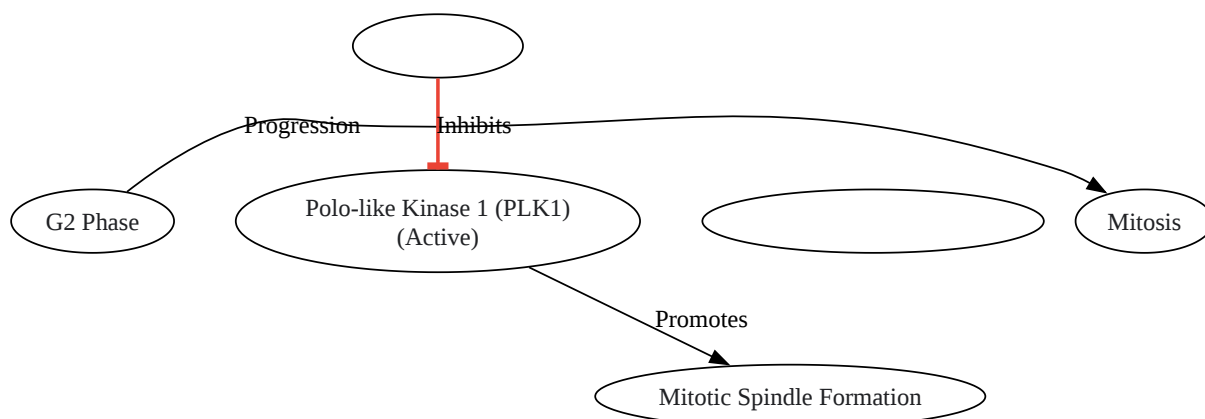 Progression
Inhibits
G2 Phase
Polo-like Kinase 1 (PLK1)
(Active)
Mitosis
Promotes
Mitotic Spindle Formation